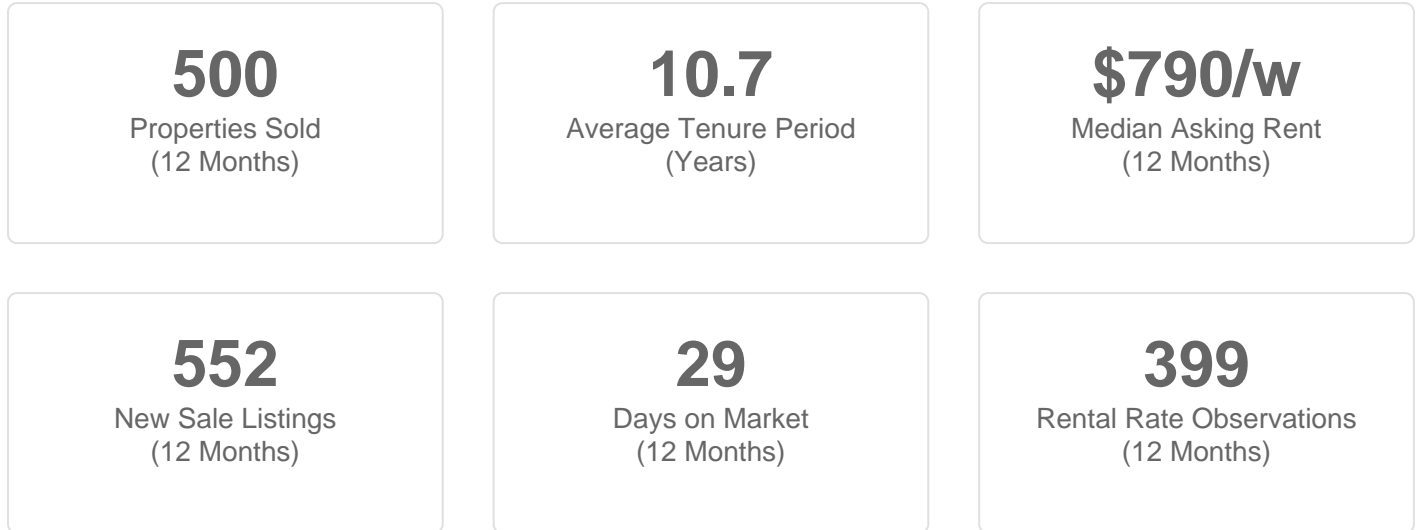 500
Properties Sold
(12 Months)
10.7
Average Tenure Period
(Years)
$790/w
Median Asking Rent
(12 Months)
552
New Sale Listings
(12 Months)
29
Days on Market
(12 Months)
399
Rental Rate Observations
(12 Months)